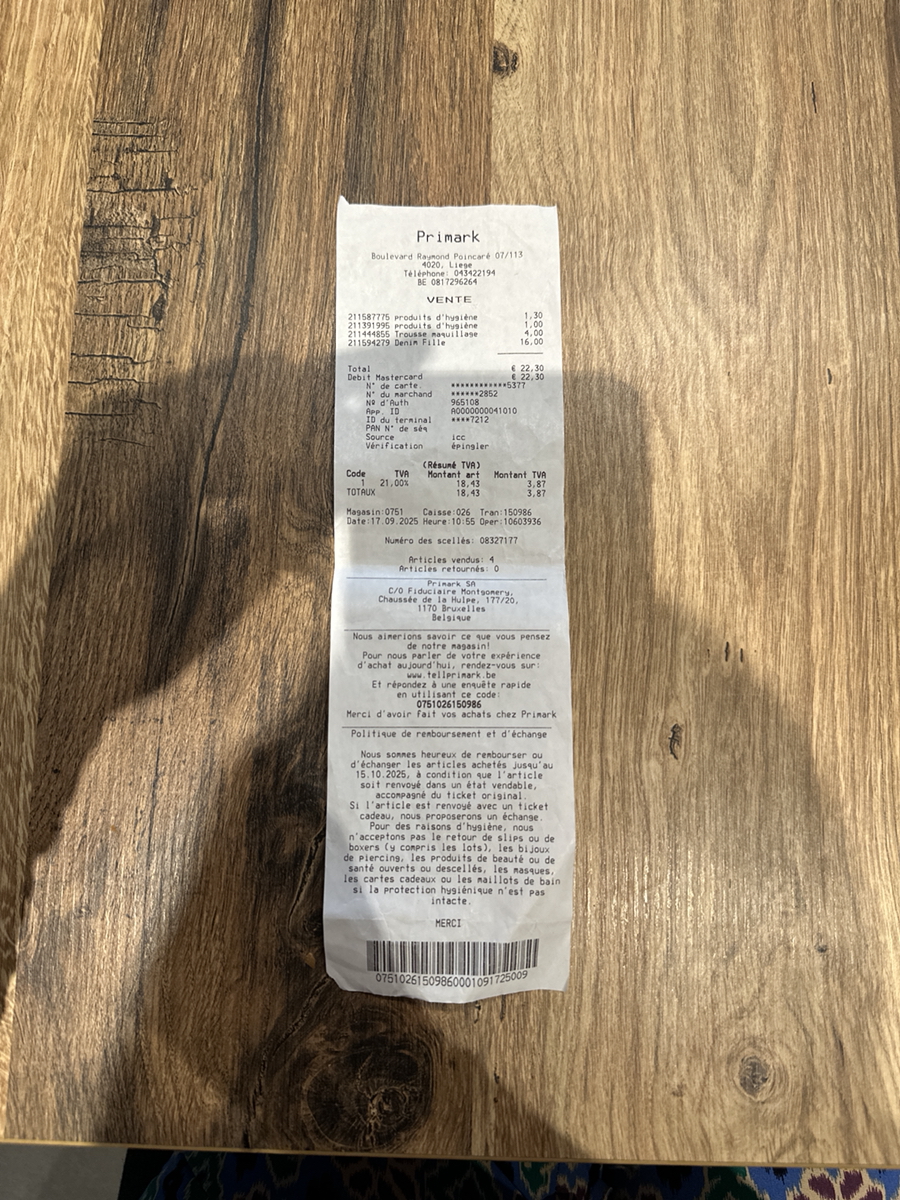 Primark
Boulevard Raymond Poincaré 07/113
4020, Liege
Téléphone: 043422194
BE 0817296264
VENTE
211587775 produits d'hygiène 1,30
211391995 produits d'hygiène 1,00
211444855 Trousse maquillage 4,00
211594279 Denim Fille 16,00
Total € 22,30
Debit Mastercard € 22,30
N° de carte. ************5377
N° du marchand ******2852
Nº d'Auth 965108
App. ID A0000000041010
ID du terminal ****7212
PAN N° de séq
Source icc
Vérification épingler
(Résumé TVA)
Code TVA Montant art Montant TVA
1 21,00% 18,43 3,87
TOTAUX 18,43 3,87
Magasin:0751 Caisse:026 Tran:150986
Date:17.09.2025 Heure:10:55 Oper:10603936
Numéro des scellés: 08327177
Articles vendus: 4
Articles retournés: 0
Primark SA
C/O Fiduciaire Montgomery,
Chaussée de la Hulpe, 177/20,
1170 Bruxelles
Belgique
Nous aimerions savoir ce que vous pensez
de notre magasin!
Pour nous parler de votre expérience
d'achat aujourd'hui, rendez-vous sur:
www.tellprimark.be
Et répondez à une enquête rapide
en utilisant ce code:
0751026150986
Merci d'avoir fait vos achats chez Primark
Politique de remboursement et d'échange
Nous sommes heureux de rembourser ou
d'échanger les articles achetés jusqu'au
15.10.2025, à condition que l'article
soit renvoyé dans un état vendable,
accompagné du ticket original.
Si l'article est renvoyé avec un ticket
cadeau, nous proposerons un échange.
Pour des raisons d'hygiène, nous
n'acceptons pas le retour de slips ou de
boxers (y compris les lots), les bijoux
de piercing, les produits de beauté ou de
santé ouverts ou descellés, les masques,
les cartes cadeaux ou les maillots de bain
si la protection hygiénique n'est pas
intacte.
MERCI
07510261509860001091725009